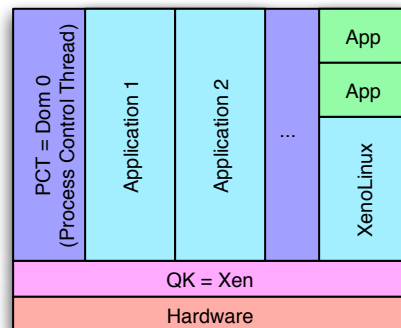 PCT = Dom 0
(Process Control Thread)
Application 1
Application 2
...
App
App
XenoLinux
QK = Xen
Hardware